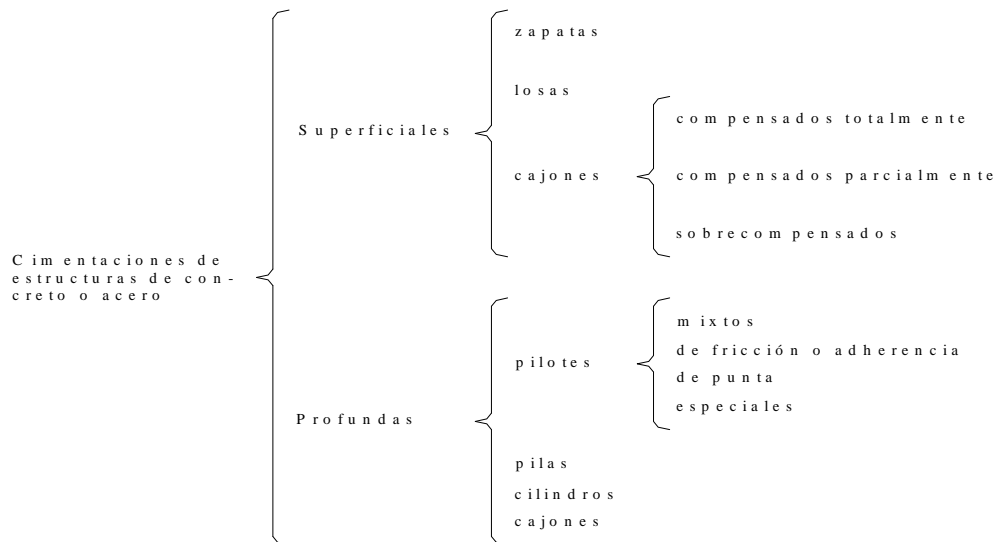 zapatas
losas
Superficiales
compensados totalmente
cajones
compensados parcialmente
sobrecompensados
Cimentaciones de
estructuras de con-
creto o acero
mixtos
pilotes
de fricción o adherencia
de punta
especiales
Profundas
pilas
cilindros
cajones